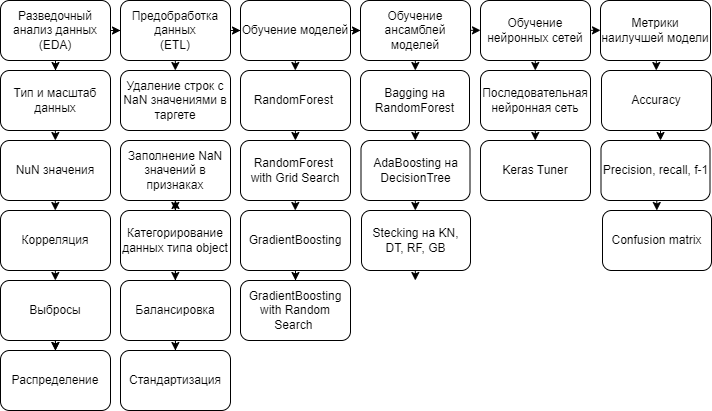 Разведочный
анализ данных
(EDA)
Предобработка
данных
(ETL)
Обучение моделей
Обучение
ансамблей
моделей
Обучение
нейронных сетей
Метрики
наилучшей модели
Тип и масштаб
данных
Удаление строк с
NaN значениями в
таргете
RandomForest
Bagging на
RandomForest
Последовательная
нейронная сеть
Accuracy
NuN значения
Заполнение NaN
значений в
признаках
RandomForest
with Grid Search
AdaBoosting на
DecisionTree
Keras Tuner
Precision, recall, f-1
Корреляция
Категорирование
данных типа object
GradientBoosting
Stecking на KN,
DT, RF, GB
Confusion matrix
Выбросы
Балансировка
GradientBoosting
with Random
Search
Распределение
Стандартизация